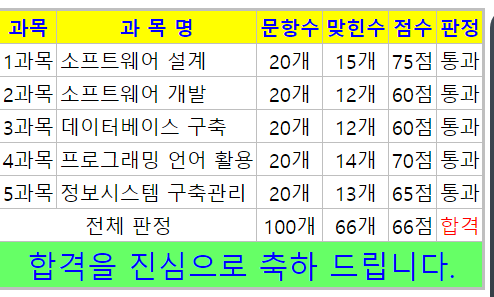 과목 과 목 명 문항수 맞힌수 점수 판정
1과목 소프트웨어 설계 20개 15개 75점 통과
2과목 소프트웨어 개발 20개 12개 60점 통과
3과목 데이터베이스 구축 20개 12개 60점 통과
4과목 프로그래밍 언어 활용 20개 14개 70점 통과
5과목 정보시스템 구축관리 20개 13개 65점 통과
전체 판정 100개 66개 66점 합격
합격을 진심으로 축하 드립니다.